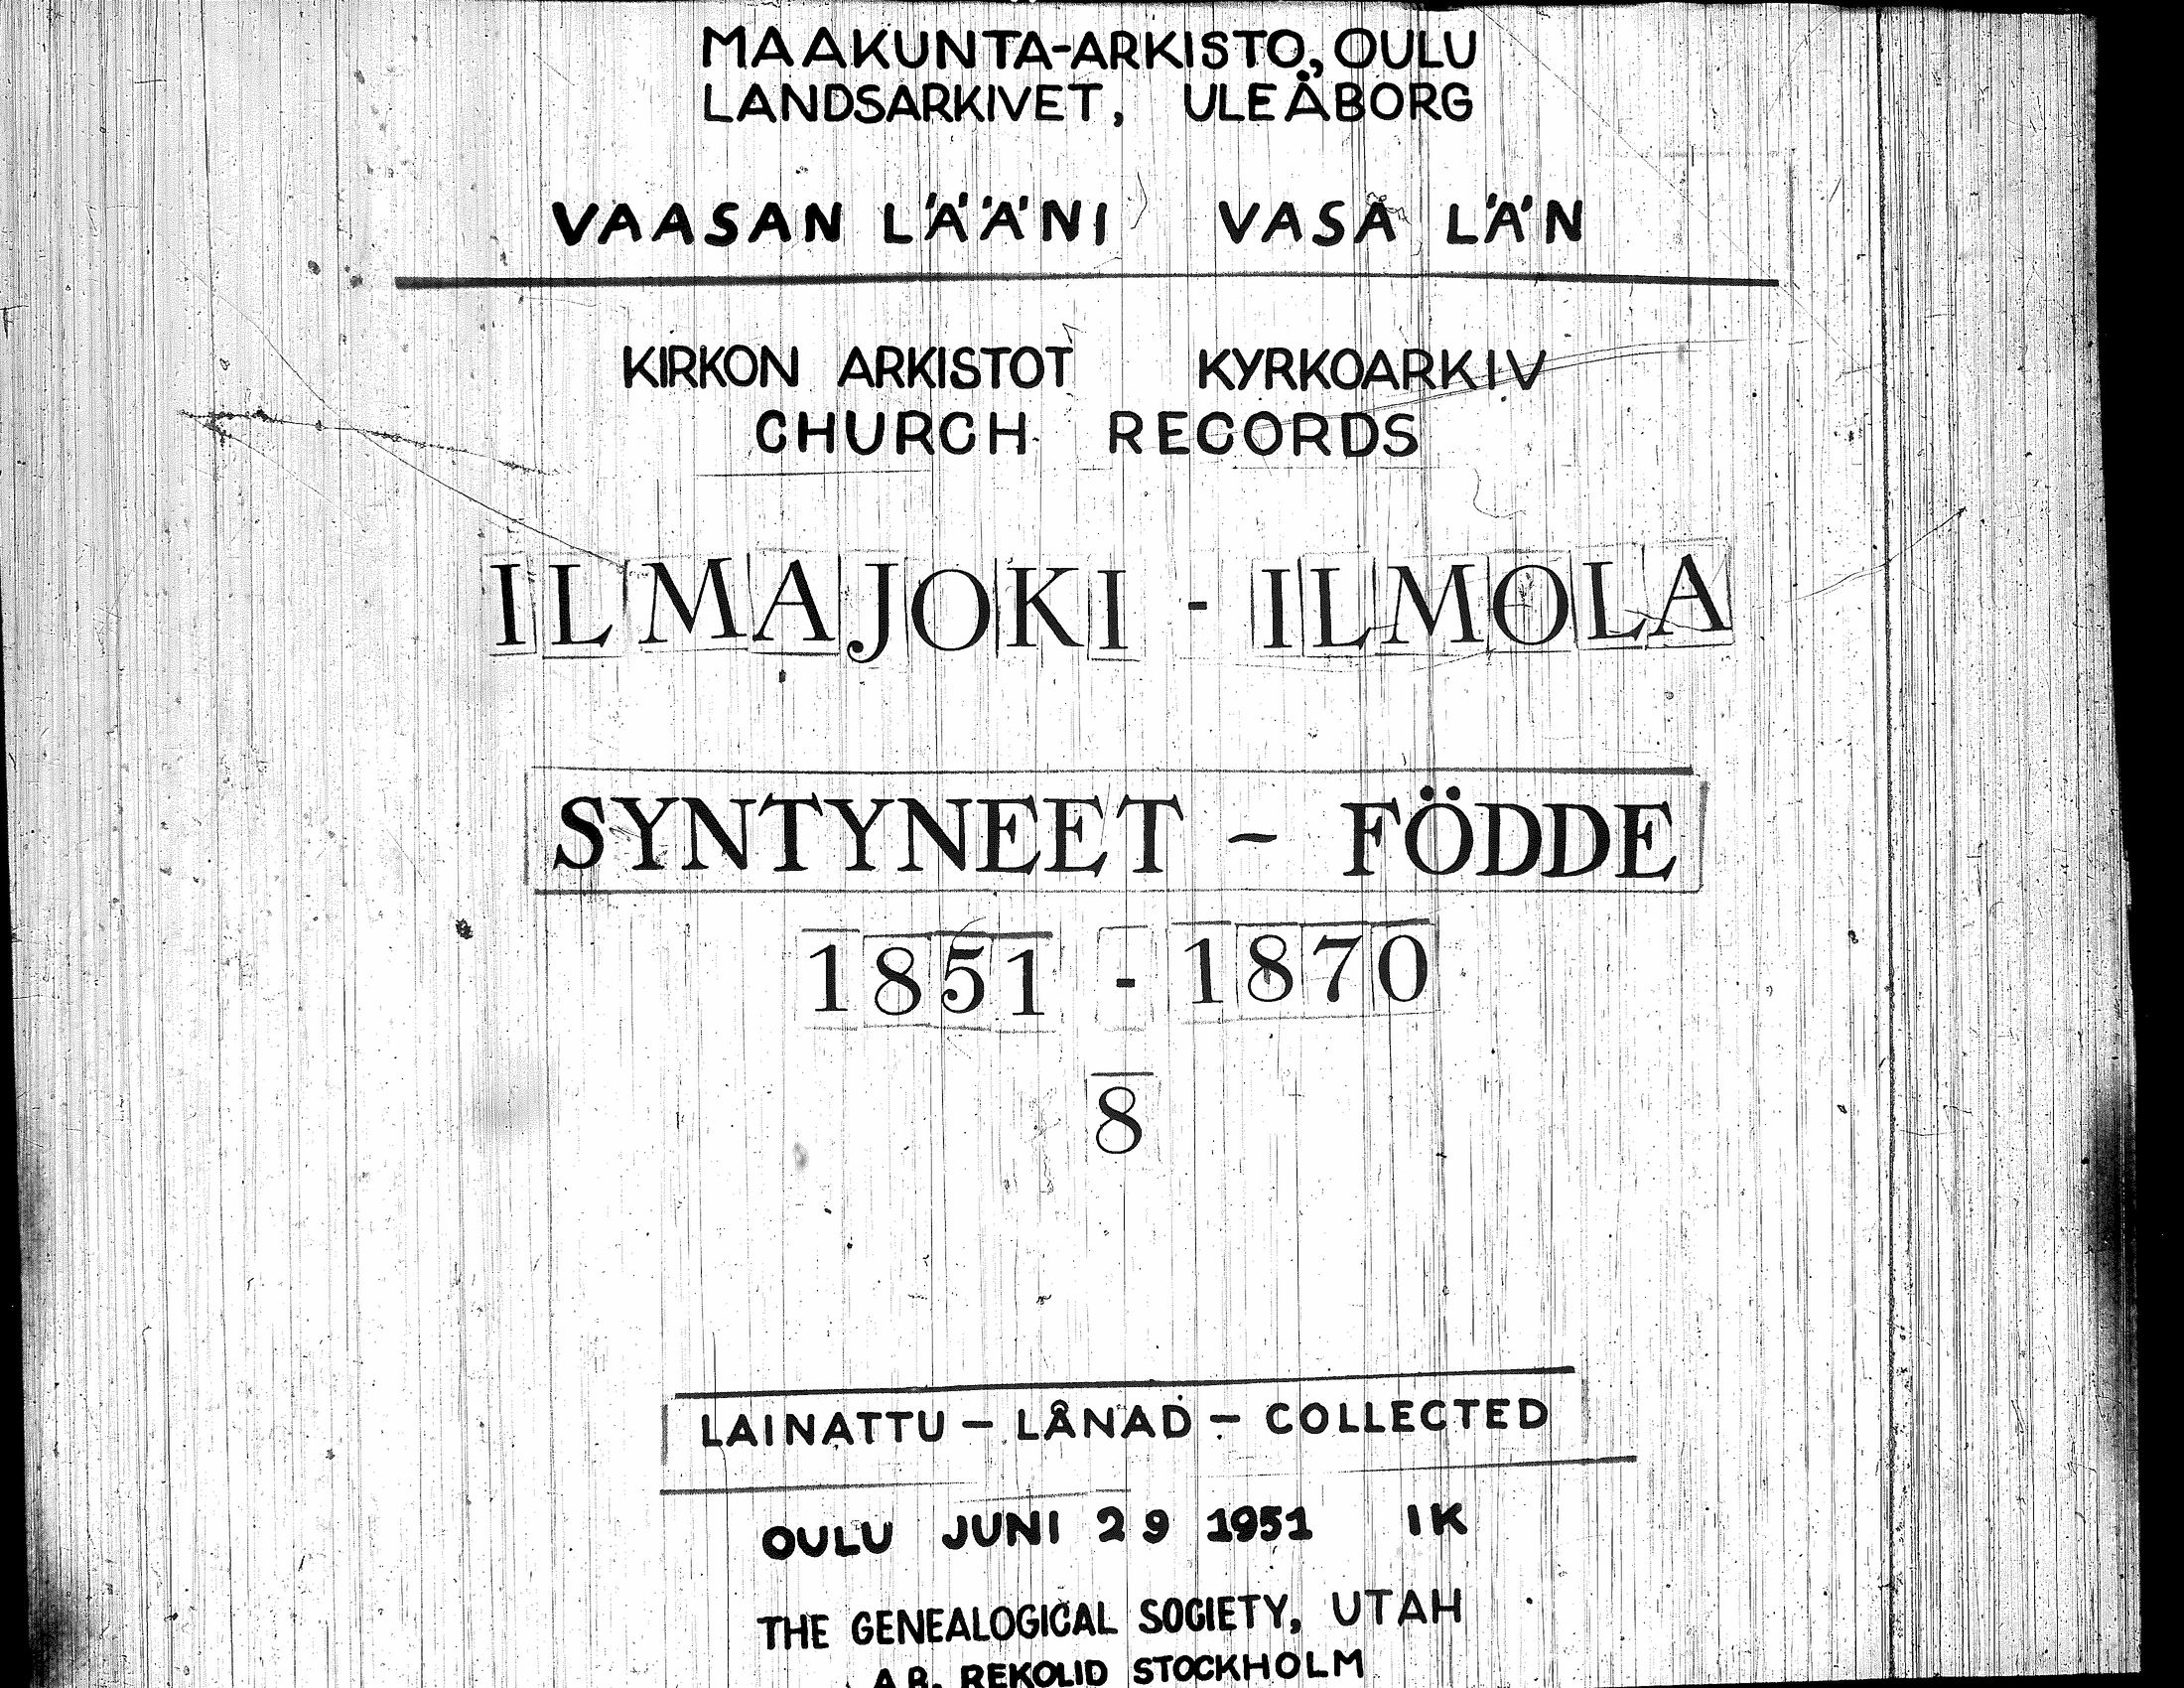 MAAKUNTA-ARKISTO, OULU
LANDSARKIVET, ULEÅBORG
VAASAN LÄÄNI VASA LÄN
KIRKON ARKISTOT KYRKOARKIV
CHURCH RECORDS
ILMAJOKI - ILMOLA
SYNTYNEET - FÖDDE
1851 - 1870
8
LAINATTU - LÅNAD - COLLECTED
OULU JUNI 29 1951 IK
THE GENEALOGICAL SOCIETY, UTAH
A.B. REKOLID STOCKHOLM